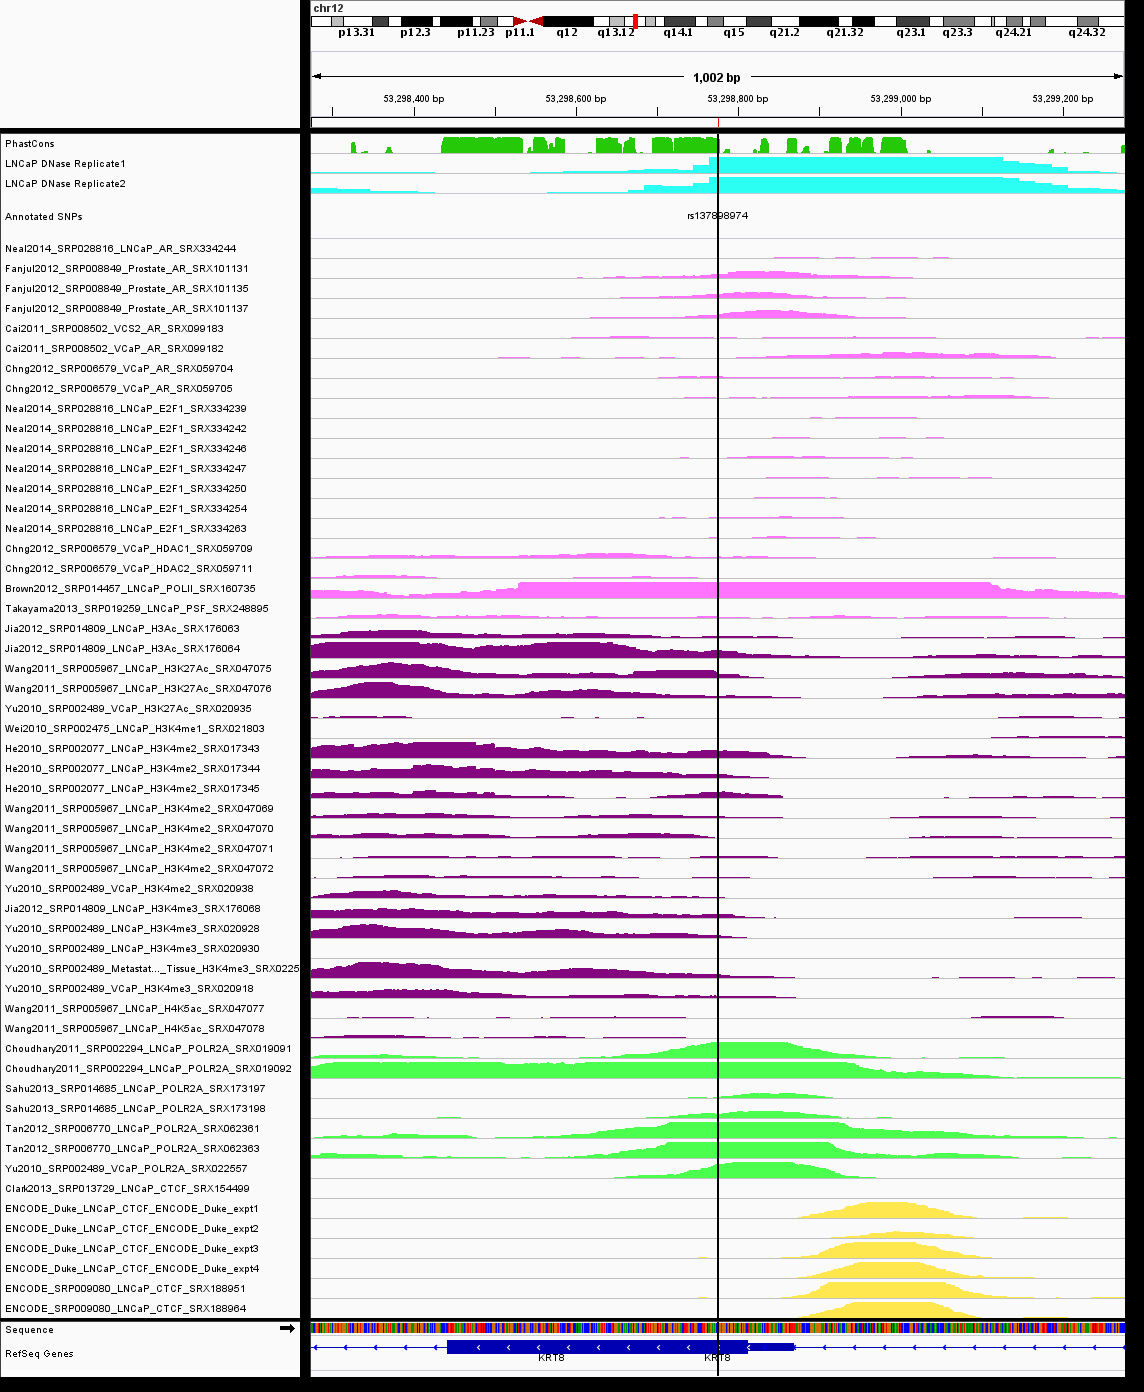 chr12
p13.31 p12.3 p11.23 p11.1 q12 q13.12 q14.1 q15 q21.2 q21.32 q23.1 q23.3 q24.21 q24.32
1,002 bp
53,298,400 bp 53,298,600 bp 53,298,800 bp 53,299,000 bp 53,299,200 bp
PhastCons
LNCaP DNase Replicate1
LNCaP DNase Replicate2
Annotated SNPs rs137898974
Neal2014_SRP028816_LNCaP_AR_SRX334244
Fanjul2012_SRP008849_Prostate_AR_SRX101131
Fanjul2012_SRP008849_Prostate_AR_SRX101135
Fanjul2012_SRP008849_Prostate_AR_SRX101137
Cai2011_SRP008502_VCS2_AR_SRX099183
Cai2011_SRP008502_VCaP_AR_SRX099182
Chng2012_SRP006579_VCaP_AR_SRX059704
Chng2012_SRP006579_VCaP_AR_SRX059705
Neal2014_SRP028816_LNCaP_E2F1_SRX334239
Neal2014_SRP028816_LNCaP_E2F1_SRX334242
Neal2014_SRP028816_LNCaP_E2F1_SRX334246
Neal2014_SRP028816_LNCaP_E2F1_SRX334247
Neal2014_SRP028816_LNCaP_E2F1_SRX334250
Neal2014_SRP028816_LNCaP_E2F1_SRX334254
Neal2014_SRP028816_LNCaP_E2F1_SRX334263
Chng2012_SRP006579_VCaP_HDAC1_SRX059709
Chng2012_SRP006579_VCaP_HDAC2_SRX059711
Brown2012_SRP014457_LNCaP_POLII_SRX160735
Takayama2013_SRP019259_LNCaP_PSF_SRX248895
Jia2012_SRP014809_LNCaP_H3Ac_SRX176063
Jia2012_SRP014809_LNCaP_H3Ac_SRX176064
Wang2011_SRP005967_LNCaP_H3K27Ac_SRX047075
Wang2011_SRP005967_LNCaP_H3K27Ac_SRX047076
Yu2010_SRP002489_VCaP_H3K27Ac_SRX020935
Wei2010_SRP002475_LNCaP_H3K4me1_SRX021803
He2010_SRP002077_LNCaP_H3K4me2_SRX017343
He2010_SRP002077_LNCaP_H3K4me2_SRX017344
He2010_SRP002077_LNCaP_H3K4me2_SRX017345
Wang2011_SRP005967_LNCaP_H3K4me2_SRX047069
Wang2011_SRP005967_LNCaP_H3K4me2_SRX047070
Wang2011_SRP005967_LNCaP_H3K4me2_SRX047071
Wang2011_SRP005967_LNCaP_H3K4me2_SRX047072
Yu2010_SRP002489_VCaP_H3K4me2_SRX020938
Jia2012_SRP014809_LNCaP_H3K4me3_SRX176068
Yu2010_SRP002489_LNCaP_H3K4me3_SRX020928
Yu2010_SRP002489_LNCaP_H3K4me3_SRX020930
Yu2010_SRP002489_Metastat..._Tissue_H3K4me3_SRX0225
Yu2010_SRP002489_VCaP_H3K4me3_SRX020918
Wang2011_SRP005967_LNCaP_H4K5ac_SRX047077
Wang2011_SRP005967_LNCaP_H4K5ac_SRX047078
Choudhary2011_SRP002294_LNCaP_POLR2A_SRX019091
Choudhary2011_SRP002294_LNCaP_POLR2A_SRX019092
Sahu2013_SRP014685_LNCaP_POLR2A_SRX173197
Sahu2013_SRP014685_LNCaP_POLR2A_SRX173198
Tan2012_SRP006770_LNCaP_POLR2A_SRX062361
Tan2012_SRP006770_LNCaP_POLR2A_SRX062363
Yu2010_SRP002489_VCaP_POLR2A_SRX022557
Clark2013_SRP013729_LNCaP_CTCF_SRX154499
ENCODE_Duke_LNCaP_CTCF_ENCODE_Duke_expt1
ENCODE_Duke_LNCaP_CTCF_ENCODE_Duke_expt2
ENCODE_Duke_LNCaP_CTCF_ENCODE_Duke_expt3
ENCODE_Duke_LNCaP_CTCF_ENCODE_Duke_expt4
ENCODE_SRP009080_LNCaP_CTCF_SRX188951
ENCODE_SRP009080_LNCaP_CTCF_SRX188964
Sequence
RefSeq Genes
KRT8 KRT8